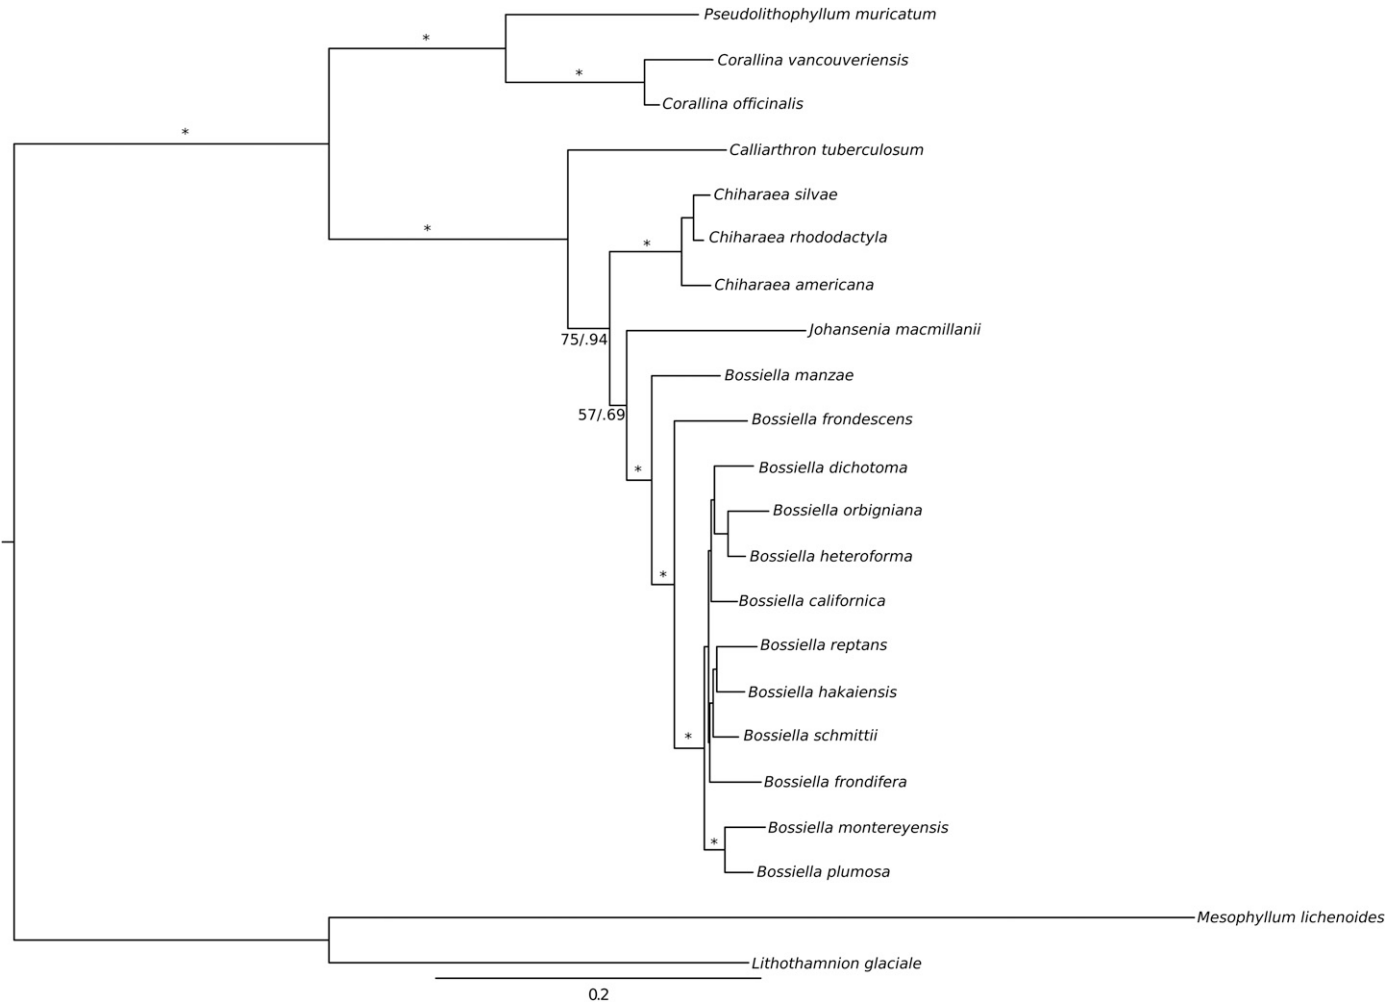 Pseudolithophyllum muricatum
*
Corallina vancouveriensis
*
Corallina officinalis
*
Calliarthron tuberculosum
Chiharaea silvae
*
Chiharaea rhododactyla
*
Chiharaea americana
Johansenia macmillanii
75/.94
Bossiella manzae
57/.69
Bossiella frondescens
Bossiella dichotoma
*
Bossiella orbigniana
Bossiella heteroforma
*
Bossiella californica
Bossiella reptans
Bossiella hakaiensis
Bossiella schmittii
*
Bossiella frondifera
Bossiella montereyensis
*
Bossiella plumosa
Mesophyllum lichenoides
Lithothamnion glaciale
0.2